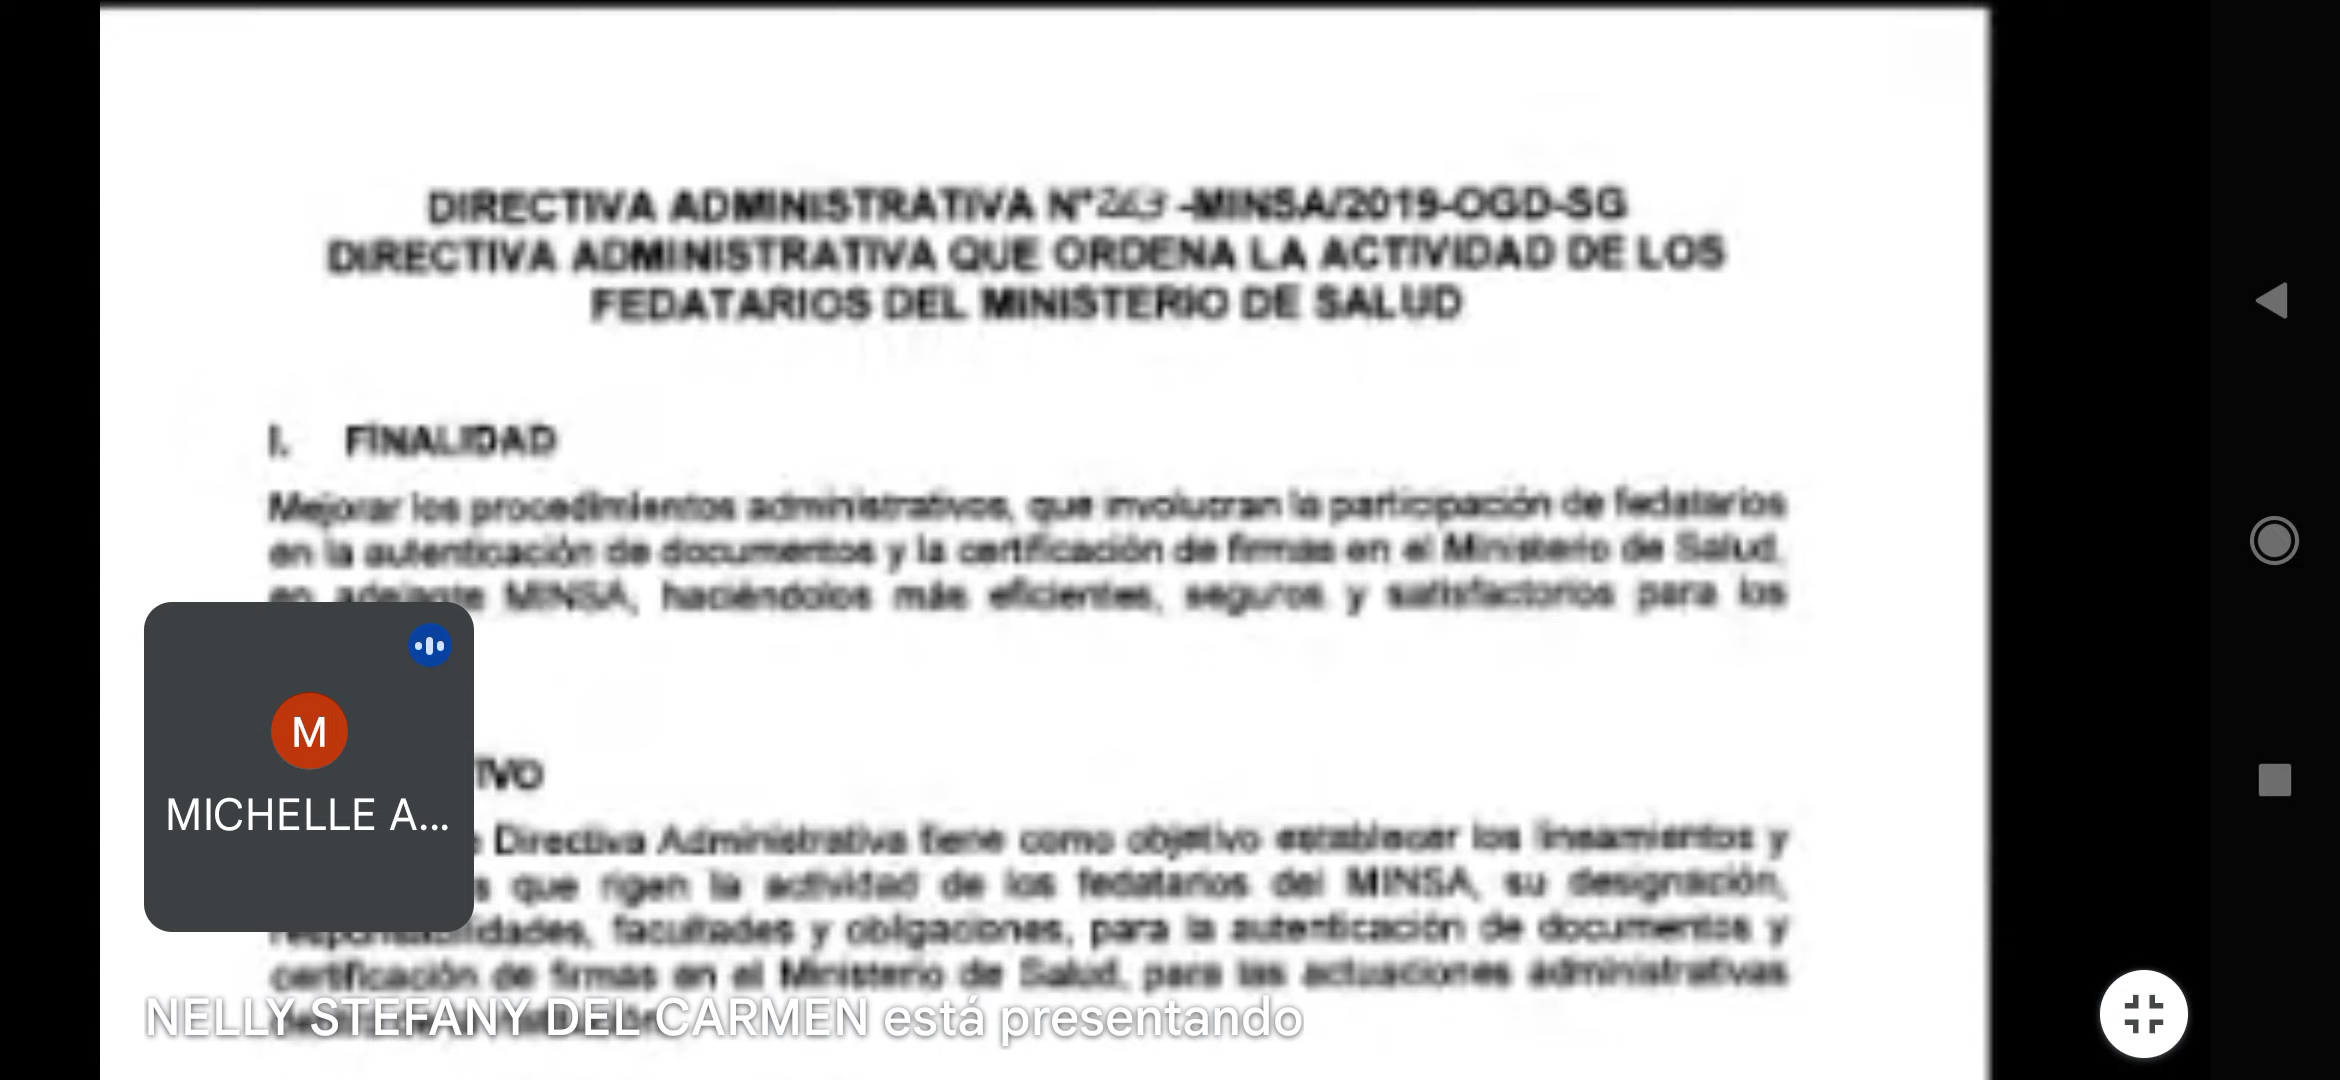 DIRECTIVA ADMINISTRATIVA N° -MINSA/2019-OGD-SG
DIRECTIVA ADMINISTRATIVA QUE ORDENA LA ACTIVIDAD DE LOS
FEDATARIOS DEL MINISTERIO DE SALUD
I. FINALIDAD
Mejorar los procedimientos administrativos, que involucran la participación de fedatarios
en la autenticación de documentos y la certificación de firmas en el Ministerio de Salud,
en adelante MINSA, haciéndolos más eficientes, seguros y satisfactorios para los
TIVO
Directiva Administrativa tiene como objetivo establecer los lineamientos y
s que rigen la actividad de los fedatarios del MINSA, su designación,
responsabilidades, facultades y obligaciones, para la autenticación de documentos y
certificación de firmas en el Ministerio de Salud, para las actuaciones administrativas
M
MICHELLE A...
NELLY STEFANY DEL CARMEN está presentando